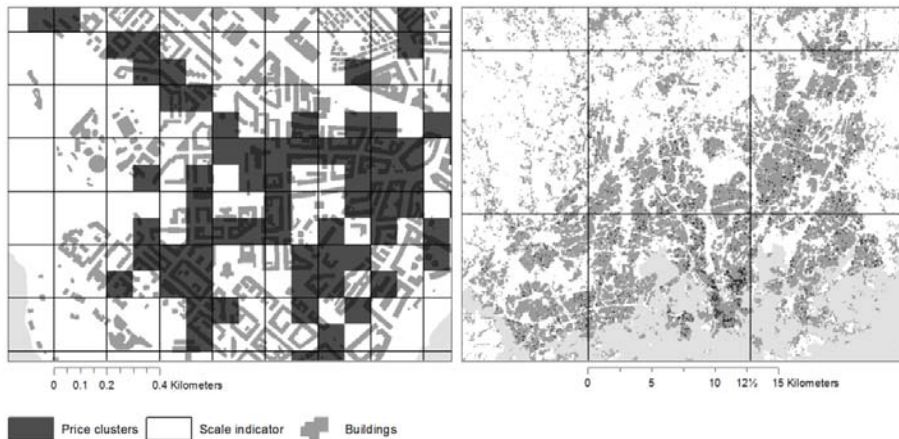 0 0.1 0.2 0.4 Kilometers
0 5 10 12½ 15 Kilometers
Price clusters Scale indicator Buildings